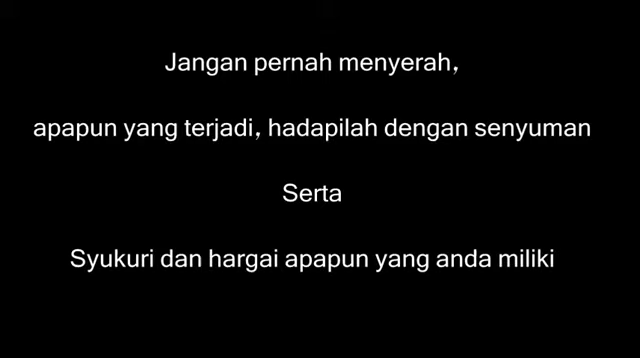 Jangan pernah menyerah,
apapun yang terjadi, hadapilah dengan senyuman
Serta
Syukuri dan hargai apapun yang anda miliki